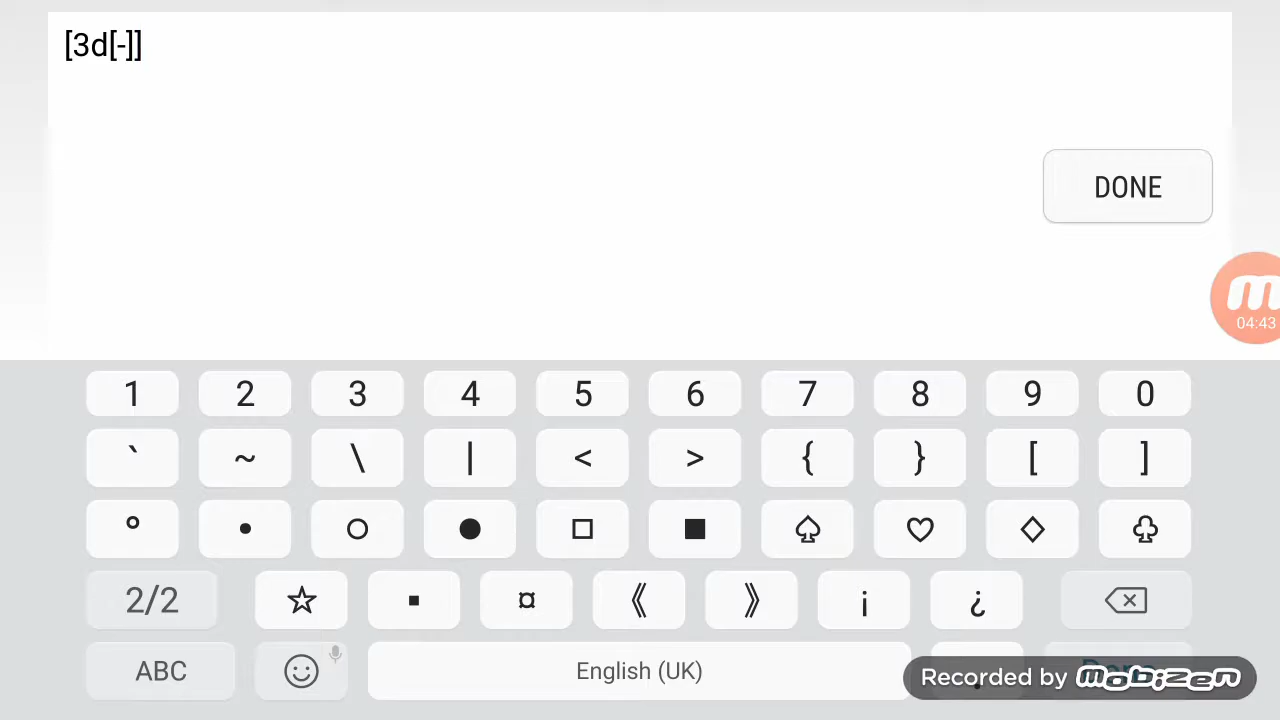 [3d[-]]
DONE
04:43
1 2 3 4 5 6 7 8 9 0
` ~ \ | < > { } [ ]
° • ○ ● □ ■ ♤ ♡ ◇ ♧
2/2 ☆ ▪ ¤ 《 》 ¡ ¿
ABC English (UK) .
Recorded by mobizen